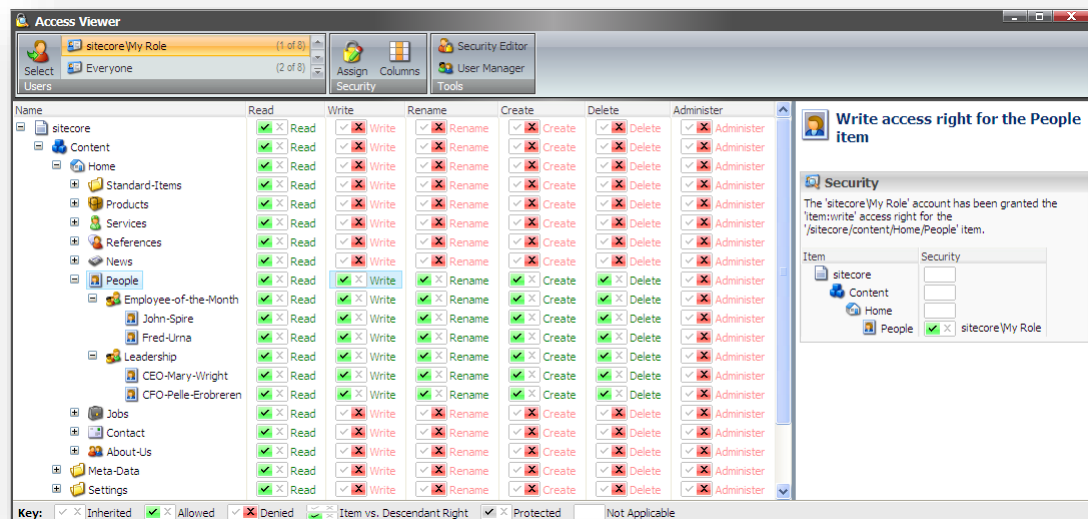 Access Viewer
Select
sitecore\My Role (1 of 8)
Everyone (2 of 8)
Users
Assign Columns
Security
Security Editor
User Manager
Tools
Name Read Write Rename Create Delete Administer
sitecore Read Write Rename Create Delete Administer
Content Read Write Rename Create Delete Administer
Home Read Write Rename Create Delete Administer
Standard-Items Read Write Rename Create Delete Administer
Products Read Write Rename Create Delete Administer
Services Read Write Rename Create Delete Administer
References Read Write Rename Create Delete Administer
News Read Write Rename Create Delete Administer
People Read Write Rename Create Delete Administer
Employee-of-the-Month Read Write Rename Create Delete Administer
John-Spire Read Write Rename Create Delete Administer
Fred-Urna Read Write Rename Create Delete Administer
Leadership Read Write Rename Create Delete Administer
CEO-Mary-Wright Read Write Rename Create Delete Administer
CFO-Pelle-Erobreren Read Write Rename Create Delete Administer
Jobs Read Write Rename Create Delete Administer
Contact Read Write Rename Create Delete Administer
About-Us Read Write Rename Create Delete Administer
Meta-Data Read Write Rename Create Delete Administer
Settings Read Write Rename Create Delete Administer
Write access right for the People
item
Security
The 'sitecore\My Role' account has been granted the
'item:write' access right for the
'/sitecore/content/Home/People' item.
Item Security
sitecore
Content
Home
People sitecore\My Role
Key: Inherited Allowed Denied Item vs. Descendant Right Protected Not Applicable